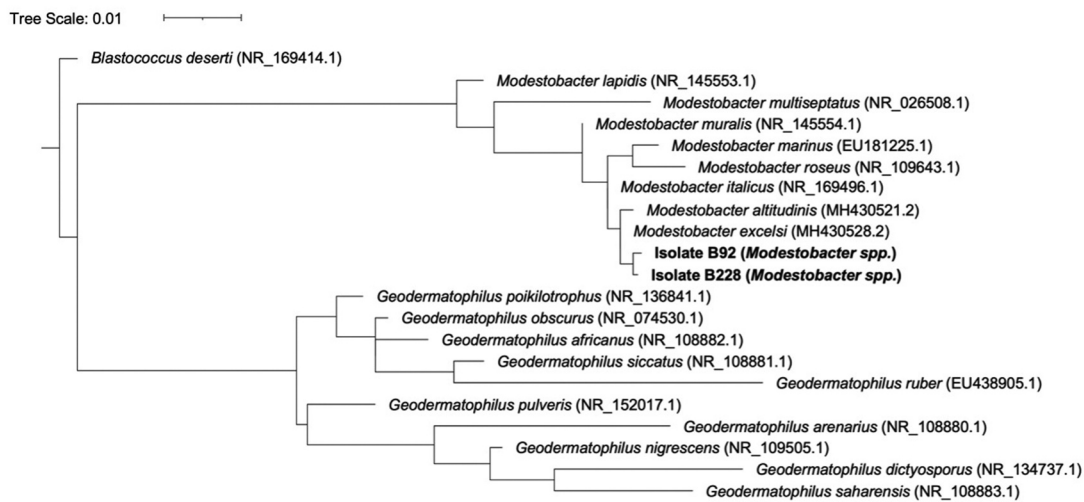 Tree Scale: 0.01
Blastococcus deserti (NR_169414.1)
Modestobacter lapidis (NR_145553.1)
Modestobacter multiseptatus (NR_026508.1)
Modestobacter muralis (NR_145554.1)
Modestobacter marinus (EU181225.1)
Modestobacter roseus (NR_109643.1)
Modestobacter italicus (NR_169496.1)
Modestobacter altitudinis (MH430521.2)
Modestobacter excelsi (MH430528.2)
Isolate B92 (Modestobacter spp.)
Isolate B228 (Modestobacter spp.)
Geodermatophilus poikilotrophus (NR_136841.1)
Geodermatophilus obscurus (NR_074530.1)
Geodermatophilus africanus (NR_108882.1)
Geodermatophilus siccatus (NR_108881.1)
Geodermatophilus ruber (EU438905.1)
Geodermatophilus pulveris (NR_152017.1)
Geodermatophilus arenarius (NR_108880.1)
Geodermatophilus nigrescens (NR_109505.1)
Geodermatophilus dictyosporus (NR_134737.1)
Geodermatophilus saharensis (NR_108883.1)